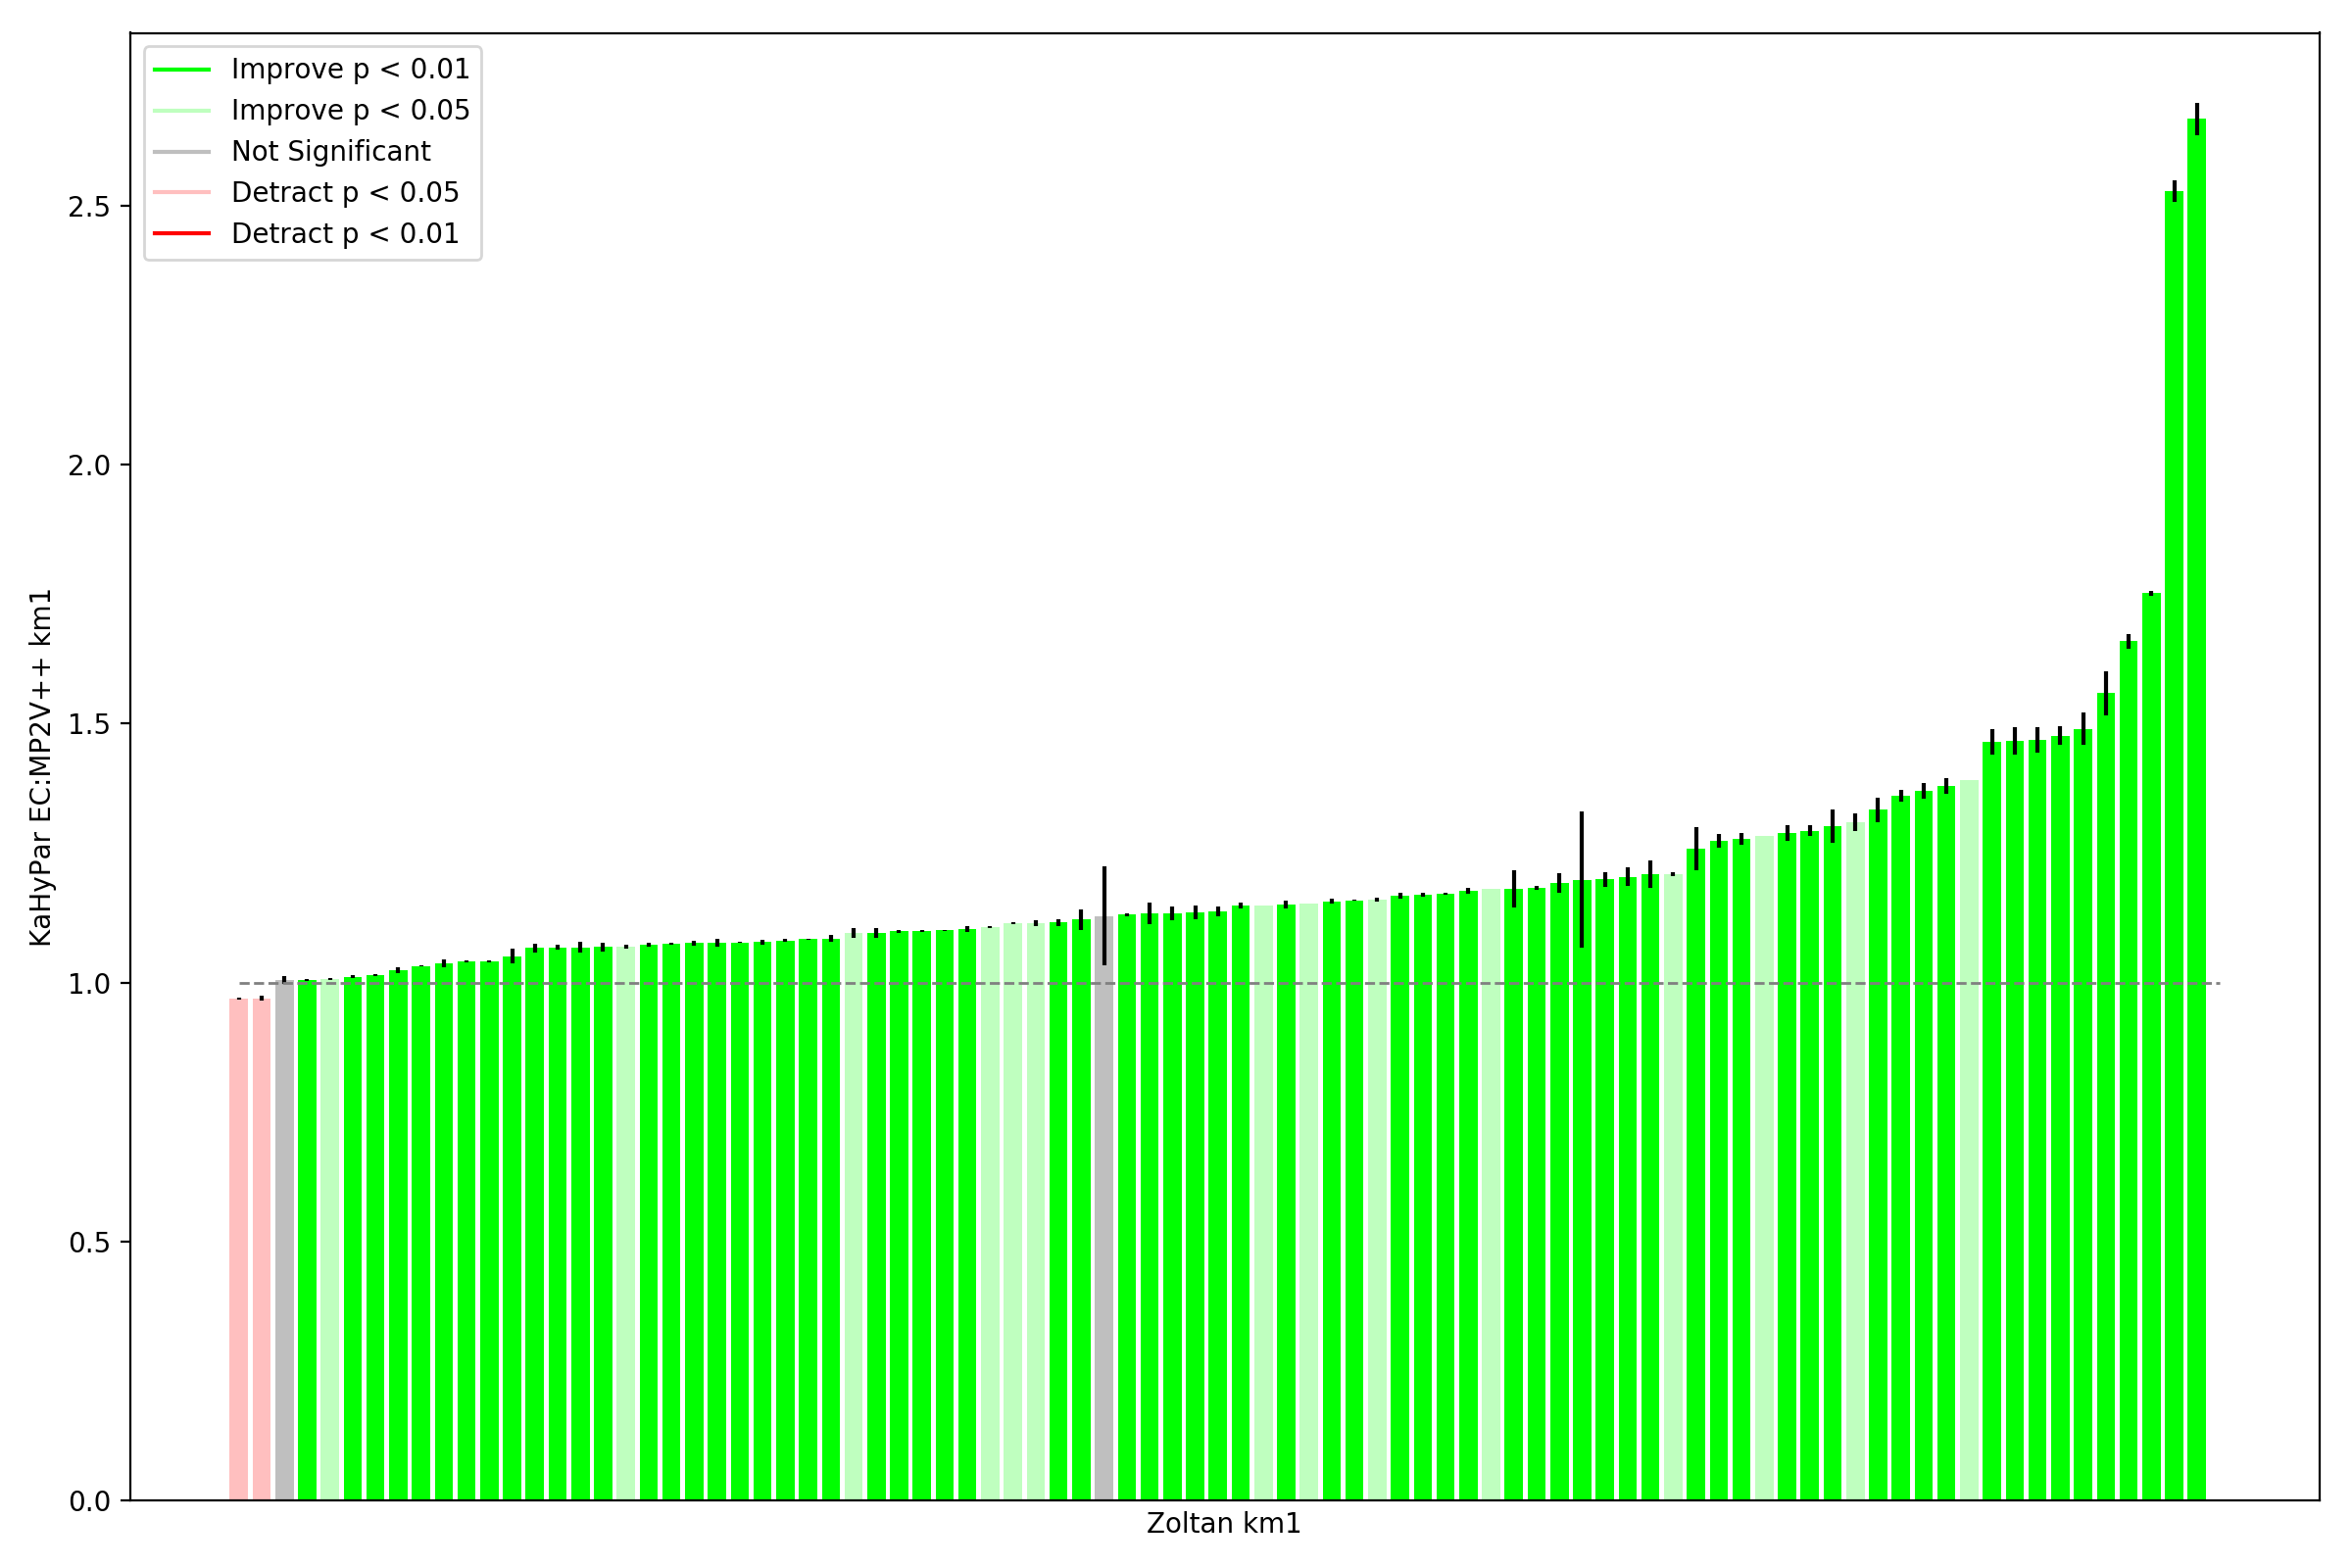 Improve p < 0.01
Improve p < 0.05
Not Significant
Detract p < 0.05
Detract p < 0.01
2.5
2.0
1.5
1.0
0.5
0.0
KaHyPar EC:MP2V++ km1
Zoltan km1